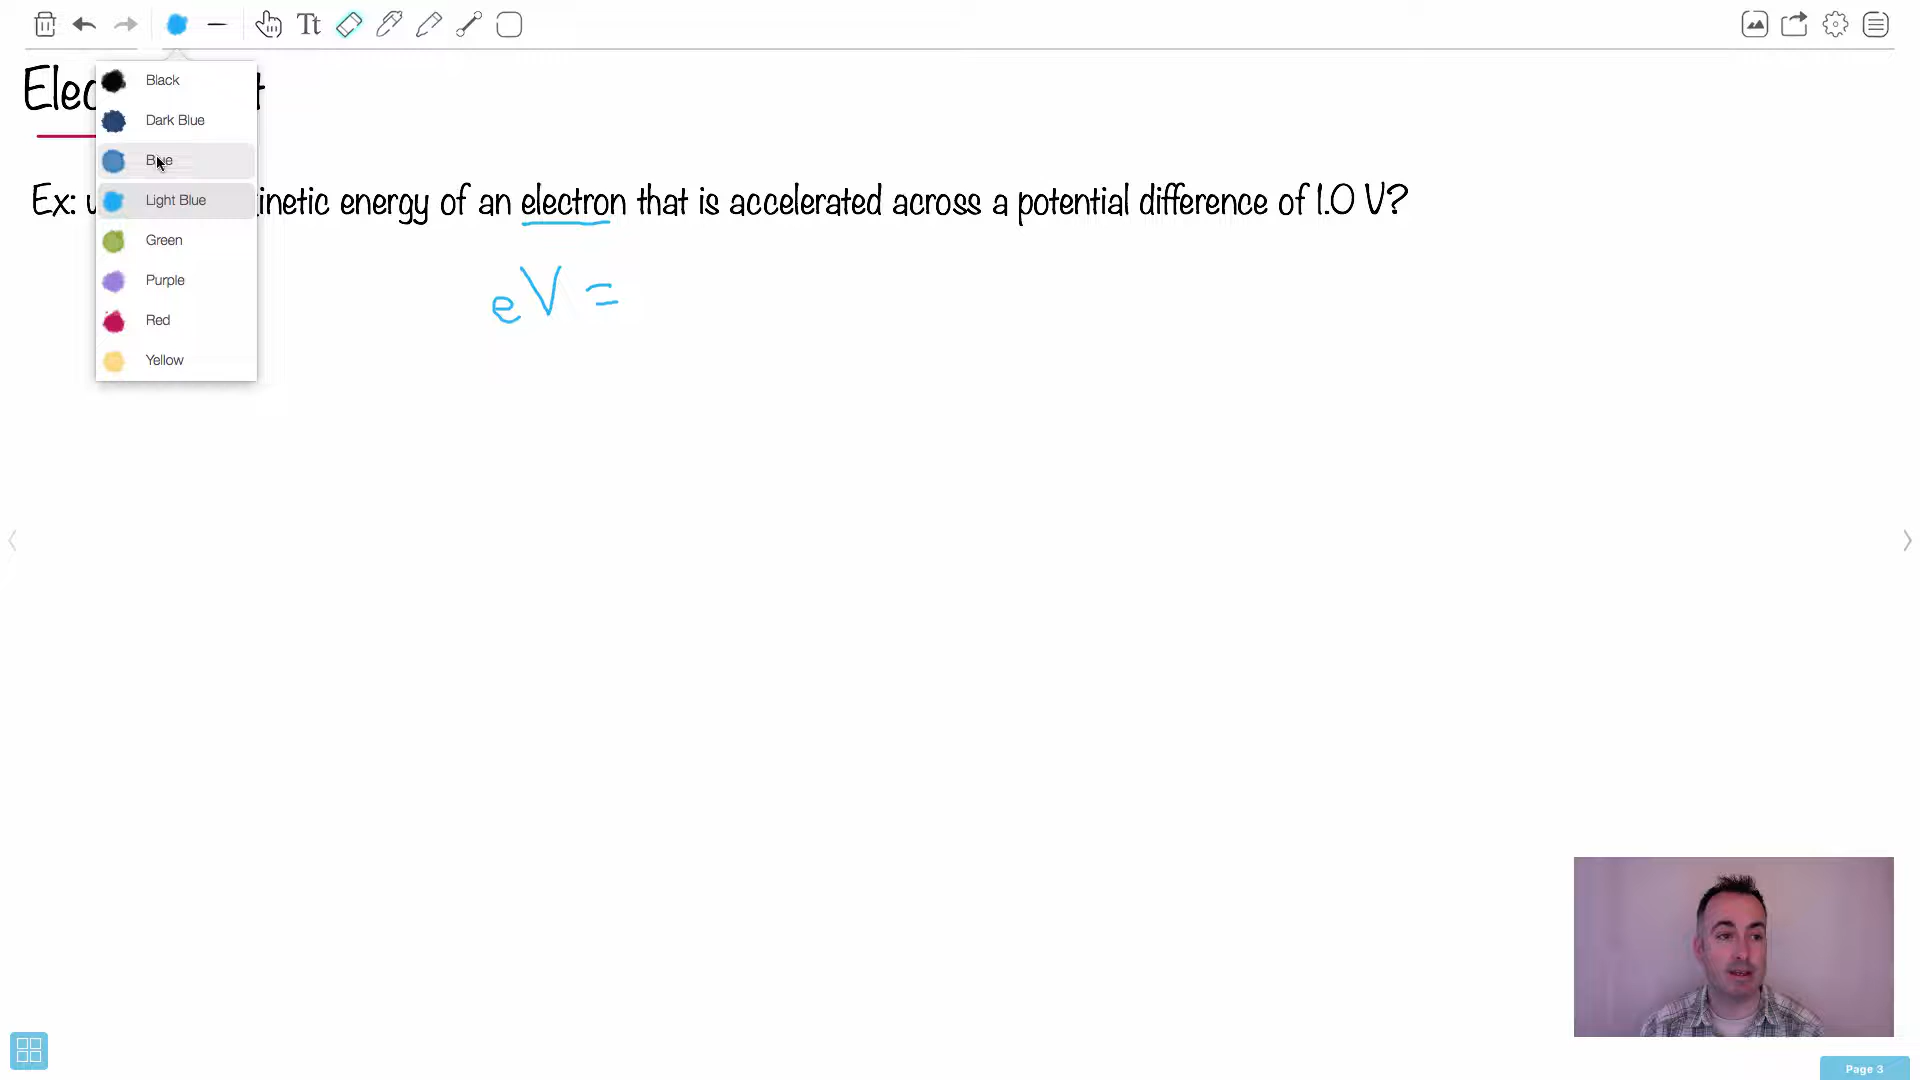 Tt
Black
Dark Blue
Blue
Light Blue
Green
Purple
Red
Yellow
Elec t
Ex: inetic energy of an electron that is accelerated across a potential difference of 1.0 V?
eV =
Page 3